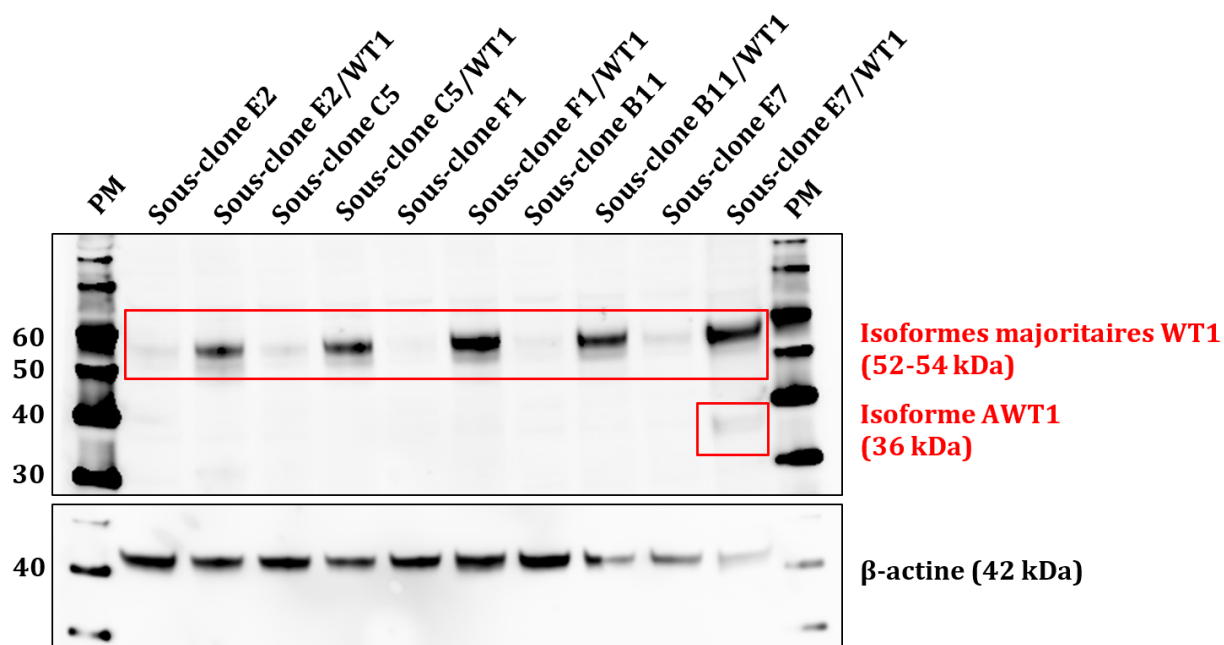 PM
Sous-clone E2
Sous-clone E2/WT1
Sous-clone C5
Sous-clone C5/WT1
Sous-clone F1
Sous-clone F1/WT1
Sous-clone B11
Sous-clone B11/WT1
Sous-clone E7
Sous-clone E7/WT1
PM
60
50
40
30
Isoformes majoritaires WT1
(52-54 kDa)
Isoforme AWT1
(36 kDa)
40
β-actine (42 kDa)